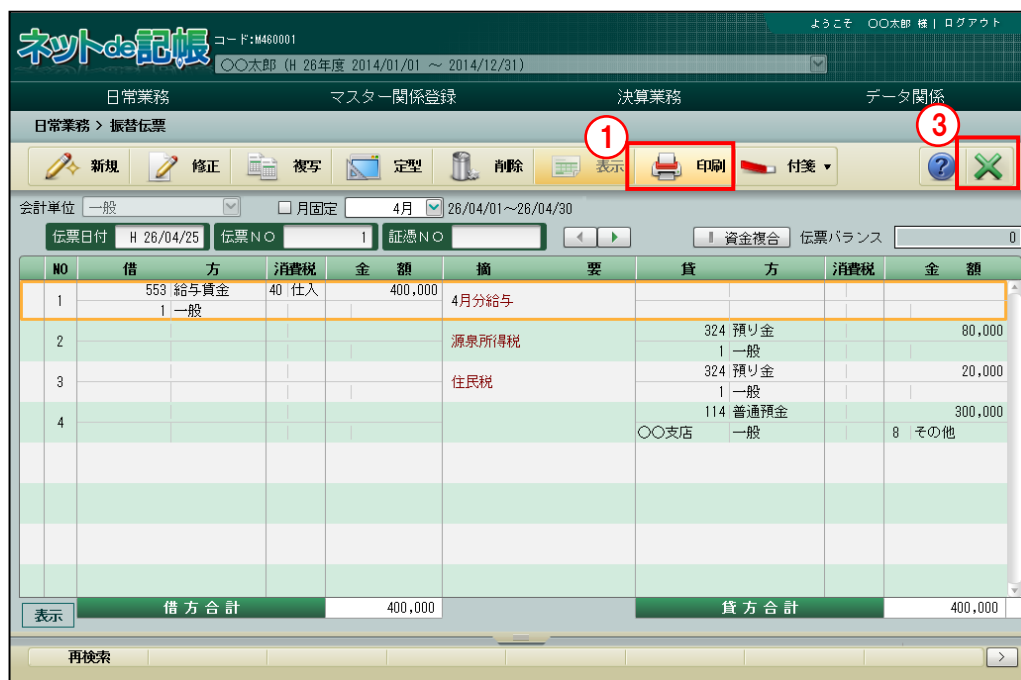 ようこそ 〇〇太郎 様 | ログアウト
ネットde記帳 コード:M460001
〇〇太郎 (H 26年度 2014/01/01 ～ 2014/12/31)
日常業務 マスター関係登録 決算業務 データ関係
日常業務 > 振替伝票
① ③
新規 修正 複写 定型 削除 表示 印刷 付箋 ▼ ?
会計単位 一般 月固定 4月 26/04/01～26/04/30
伝票日付 H 26/04/25 伝票NO 1 証憑NO 資金複合 伝票バランス 0
NO 借 方 消費税 金 額 摘 要 貸 方 消費税 金 額
1 553 給与賃金 40 仕入 400,000 4月分給与
1 一般
2 源泉所得税 324 預り金 80,000
1 一般
3 住民税 324 預り金 20,000
1 一般
4 114 普通預金 300,000
〇〇支店 一般 8 その他
表示 借方合計 400,000 貸方合計 400,000
再検索 >